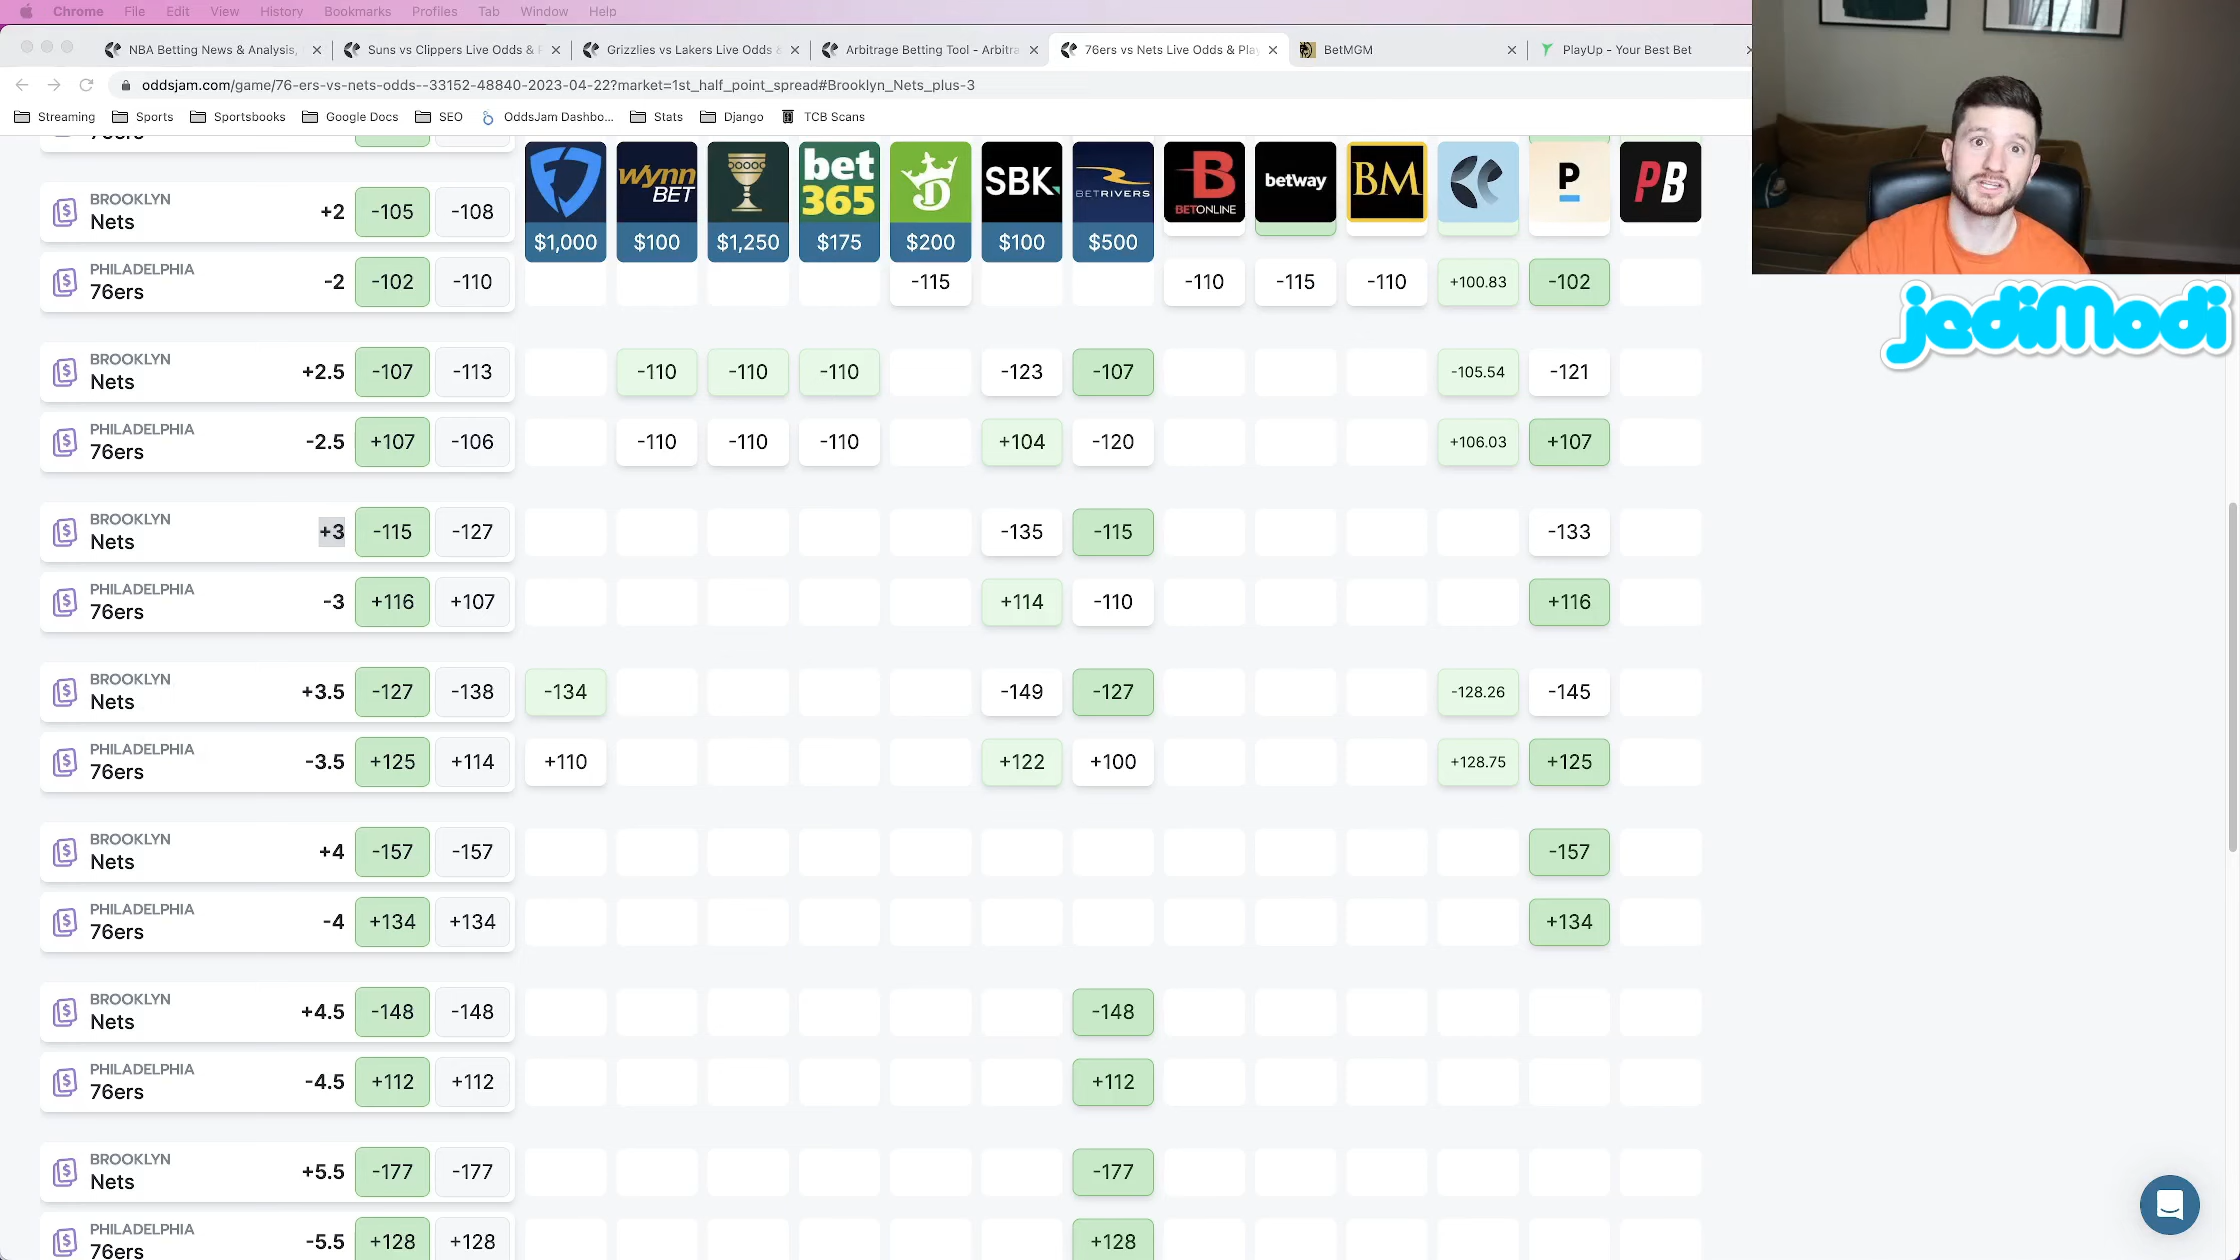 Chrome File Edit View History Bookmarks Profiles Tab Window Help
NBA Betting News & Analysis, Suns vs Clippers Live Odds & P Grizzlies vs Lakers Live Odds & Arbitrage Betting Tool - Arbitra 76ers vs Nets Live Odds & Play BetMGM PlayUp - Your Best Bet
oddsjam.com/game/76-ers-vs-nets-odds--33152-48840-2023-04-22?market=1st_half_point_spread#Brooklyn_Nets_plus-3
Streaming Sports Sportsbooks Google Docs SEO OddsJam Dashbo... Stats Django TCB Scans
76ers
wynn BET bet 365 SBK BETRIVERS B BETONLINE betway BM P PB
$1,000 $100 $1,250 $175 $200 $100 $500
BROOKLYN
Nets +2 -105 -108
PHILADELPHIA
76ers -2 -102 -110 -115 -110 -115 -110 +100.83 -102
BROOKLYN
Nets +2.5 -107 -113 -110 -110 -110 -123 -107 -105.54 -121
PHILADELPHIA
76ers -2.5 +107 -106 -110 -110 -110 +104 -120 +106.03 +107
BROOKLYN
Nets +3 -115 -127 -135 -115 -133
PHILADELPHIA
76ers -3 +116 +107 +114 -110 +116
BROOKLYN
Nets +3.5 -127 -138 -134 -149 -127 -128.26 -145
PHILADELPHIA
76ers -3.5 +125 +114 +110 +122 +100 +128.75 +125
BROOKLYN
Nets +4 -157 -157 -157
PHILADELPHIA
76ers -4 +134 +134 +134
BROOKLYN
Nets +4.5 -148 -148 -148
PHILADELPHIA
76ers -4.5 +112 +112 +112
BROOKLYN
Nets +5.5 -177 -177 -177
PHILADELPHIA
76ers -5.5 +128 +128 +128
jediModi